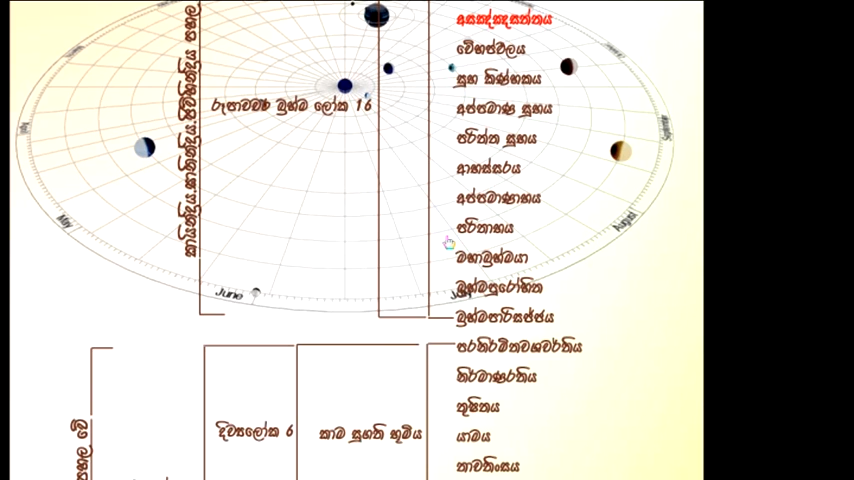 අසඤ්ඤසත්තය
වේහප්ඵලය
සුභ කිණ්හකය
රූපාවචර බ්‍රහ්ම ලෝක 16
අප්පමාණ සුභය
පරිත්ත සුභය
ආභස්සරය
අප්පමාණාභය
පරිතාභය
මහාබ්‍රහ්මයා
බ්‍රහ්මපුරෝහිත
බ්‍රහ්මපාරිසජ්ජය
May
June
July
August
September
පරනිර්මිතවශවර්තිය
නිර්මාණරතිය
තුෂිතය
දිව්‍යලෝක 6
කාම සුගති භූමිය
යාමය
තාවතිංසය